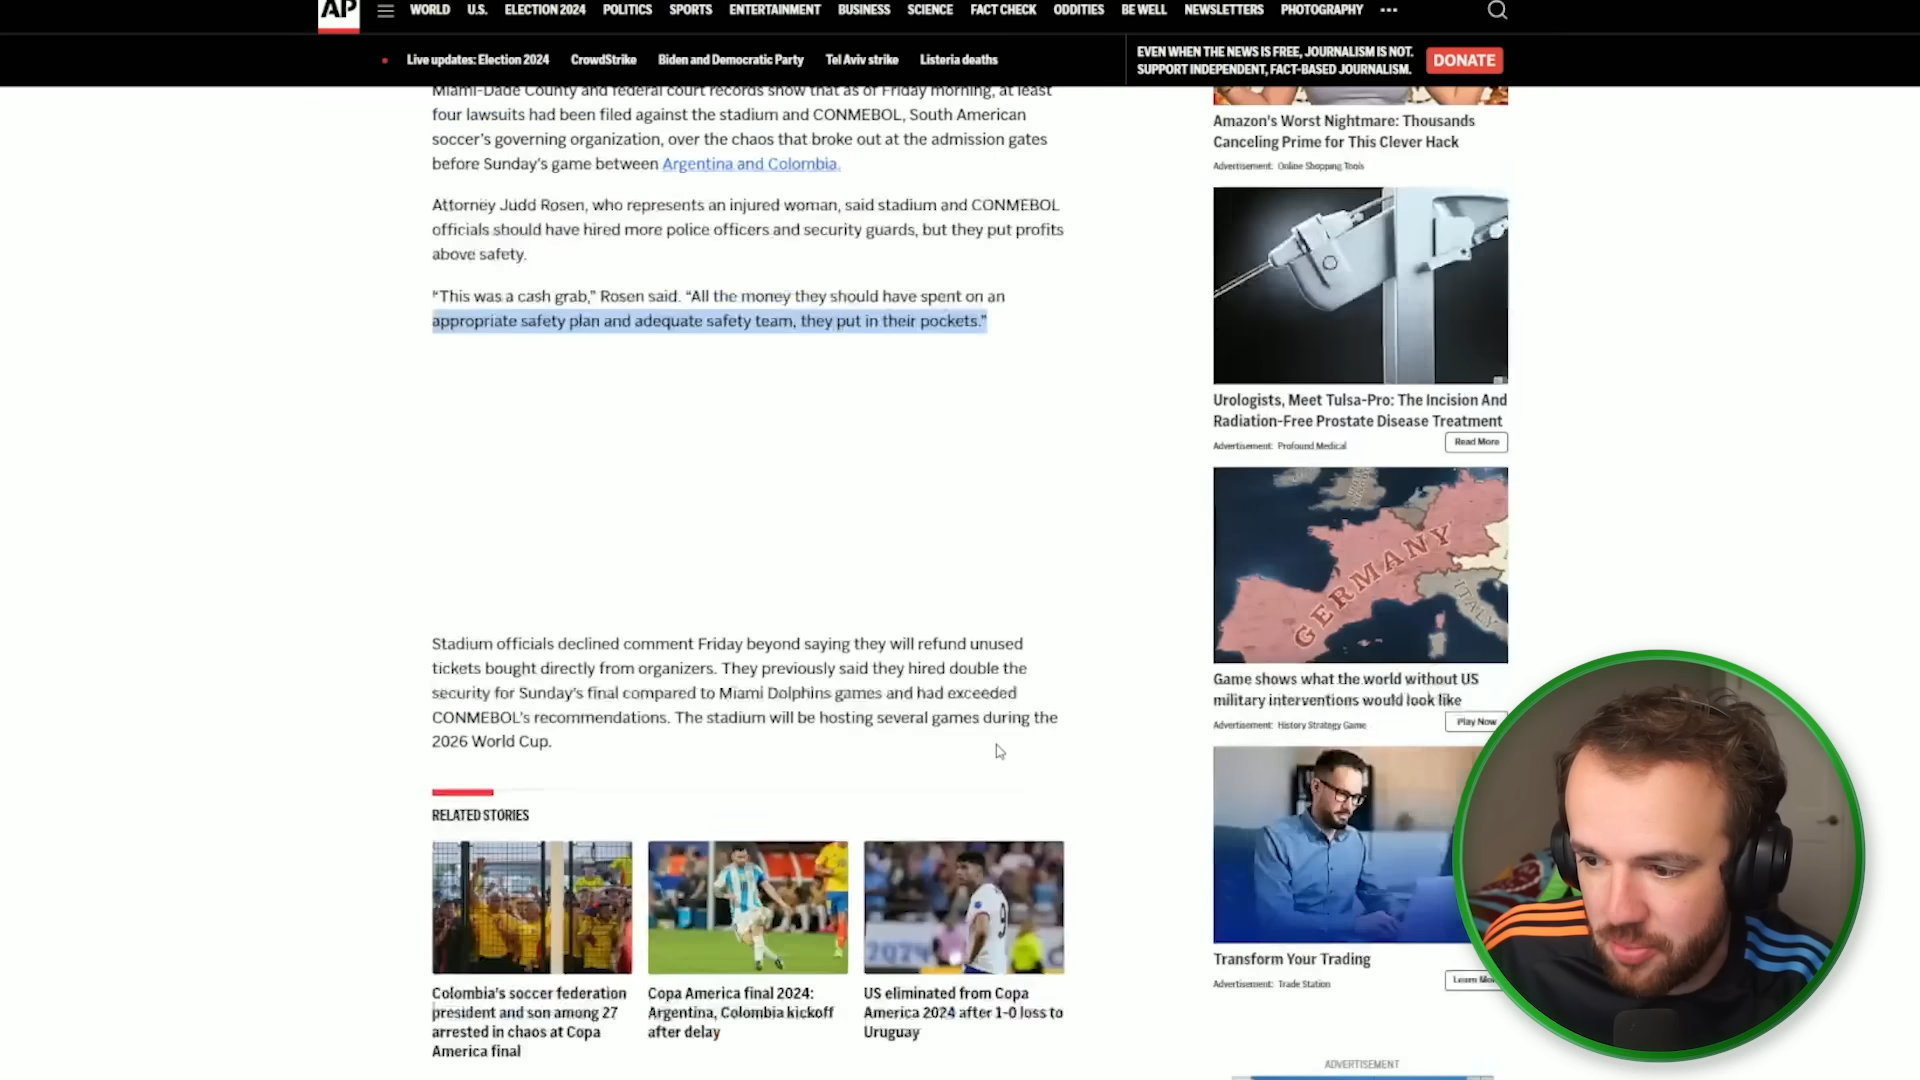 AP
WORLD
U.S.
ELECTION 2024
POLITICS
SPORTS
ENTERTAINMENT
BUSINESS
SCIENCE
FACT CHECK
ODDITIES
BE WELL
NEWSLETTERS
PHOTOGRAPHY
Live updates: Election 2024
CrowdStrike
Biden and Democratic Party
Tel Aviv strike
Listeria deaths
EVEN WHEN THE NEWS IS FREE, JOURNALISM IS NOT.
SUPPORT INDEPENDENT, FACT-BASED JOURNALISM.
DONATE
Miami-Dade County and federal court records show that as of Friday morning, at least
four lawsuits had been filed against the stadium and CONMEBOL, South American
soccer's governing organization, over the chaos that broke out at the admission gates
before Sunday's game between Argentina and Colombia.
Attorney Judd Rosen, who represents an injured woman, said stadium and CONMEBOL
officials should have hired more police officers and security guards, but they put profits
above safety.
"This was a cash grab," Rosen said. "All the money they should have spent on an
appropriate safety plan and adequate safety team, they put in their pockets."
Stadium officials declined comment Friday beyond saying they will refund unused
tickets bought directly from organizers. They previously said they hired double the
security for Sunday's final compared to Miami Dolphins games and had exceeded
CONMEBOL's recommendations. The stadium will be hosting several games during the
2026 World Cup.
RELATED STORIES
Colombia's soccer federation
president and son among 27
arrested in chaos at Copa
America final
Copa America final 2024:
Argentina, Colombia kickoff
after delay
US eliminated from Copa
America 2024 after 1-0 loss to
Uruguay
Amazon's Worst Nightmare: Thousands
Canceling Prime for This Clever Hack
Advertisement: Online Shopping Tools
Urologists, Meet Tulsa-Pro: The Incision And
Radiation-Free Prostate Disease Treatment
Advertisement: Profound Medical
Read More
GERMANY
ITALY
Game shows what the world without US
military interventions would look like
Advertisement: History Strategy Game
Play Now
Transform Your Trading
Advertisement: Trade Station
Learn
ADVERTISEMENT